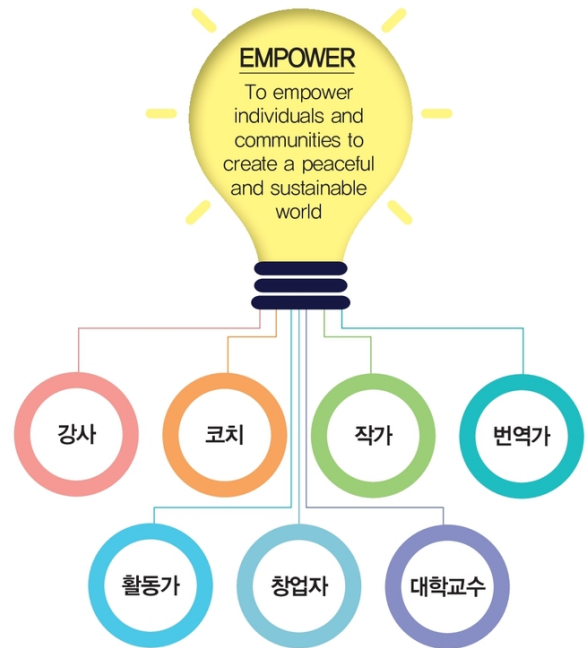 EMPOWER
To empower
individuals and
communities to
create a peaceful
and sustainable
world
강사
코치
작가
번역가
활동가
창업자
대학교수